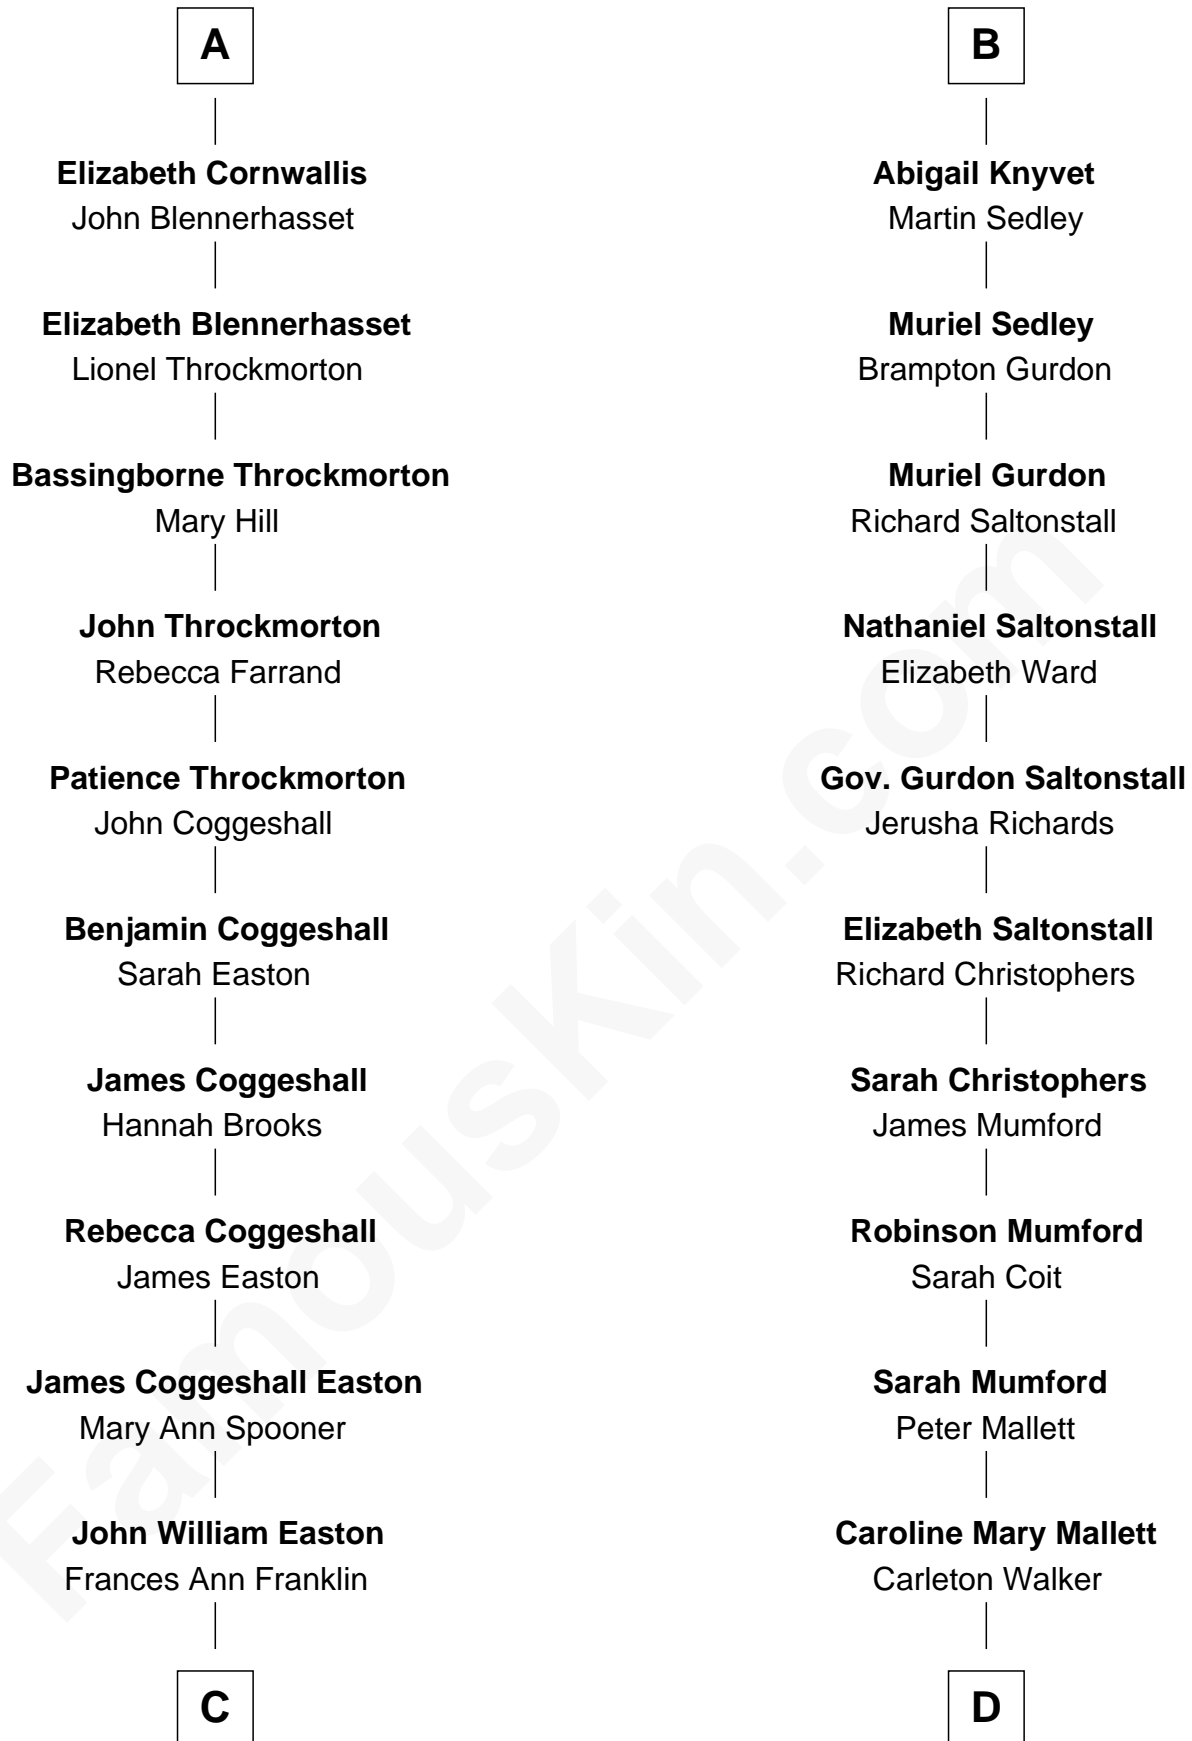 A
Elizabeth Cornwallis
John Blennerhasset
Elizabeth Blennerhasset
Lionel Throckmorton
Bassingborne Throckmorton
Mary Hill
John Throckmorton
Rebecca Farrand
Patience Throckmorton
John Coggeshall
Benjamin Coggeshall
Sarah Easton
James Coggeshall
Hannah Brooks
Rebecca Coggeshall
James Easton
James Coggeshall Easton
Mary Ann Spooner
John William Easton
Frances Ann Franklin
C
B
Abigail Knyvet
Martin Sedley
Muriel Sedley
Brampton Gurdon
Muriel Gurdon
Richard Saltonstall
Nathaniel Saltonstall
Elizabeth Ward
Gov. Gurdon Saltonstall
Jerusha Richards
Elizabeth Saltonstall
Richard Christophers
Sarah Christophers
James Mumford
Robinson Mumford
Sarah Coit
Sarah Mumford
Peter Mallett
Caroline Mary Mallett
Carleton Walker
D
FamousKin.com